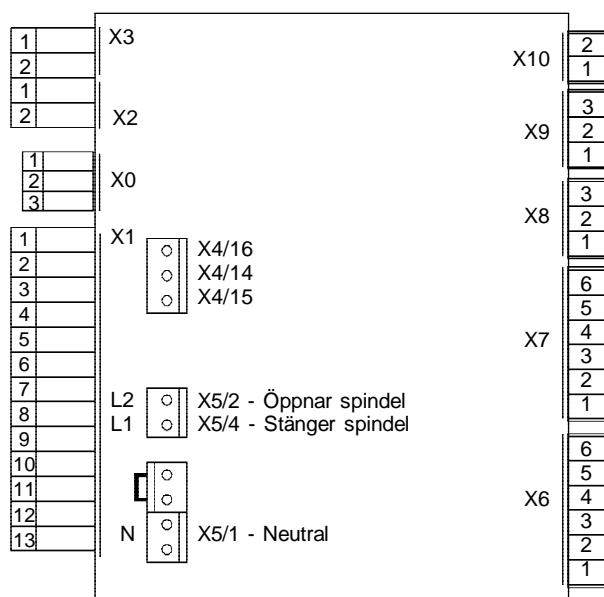 1 X3
2
1
2 X2
1
2 X0
3
1 X1
2
3
4
5
6
7
8
9
10
11
12
13
X4/16
X4/14
X4/15
L2 X5/2 - Öppnar spindel
L1 X5/4 - Stänger spindel
N X5/1 - Neutral
X10 2
1
3
X9 2
1
3
X8 2
1
6
5
X7 4
3
2
1
6
5
X6 4
3
2
1